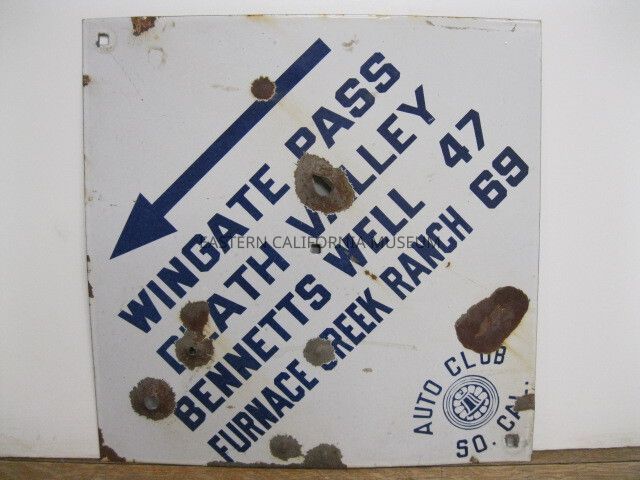 WINGATE PASS
DEATH VALLEY
BENNETTS WELL 47
FURNACE CREEK RANCH 69
AUTO CLUB
SO. CAL.
EASTERN CALIFORNIA MUSEUM